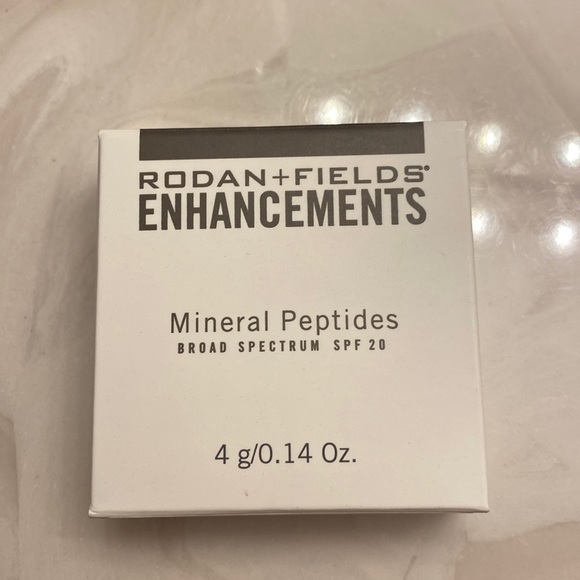 RODAN+FIELDS®
ENHANCEMENTS
Mineral Peptides
BROAD SPECTRUM SPF 20
4 g/0.14 Oz.